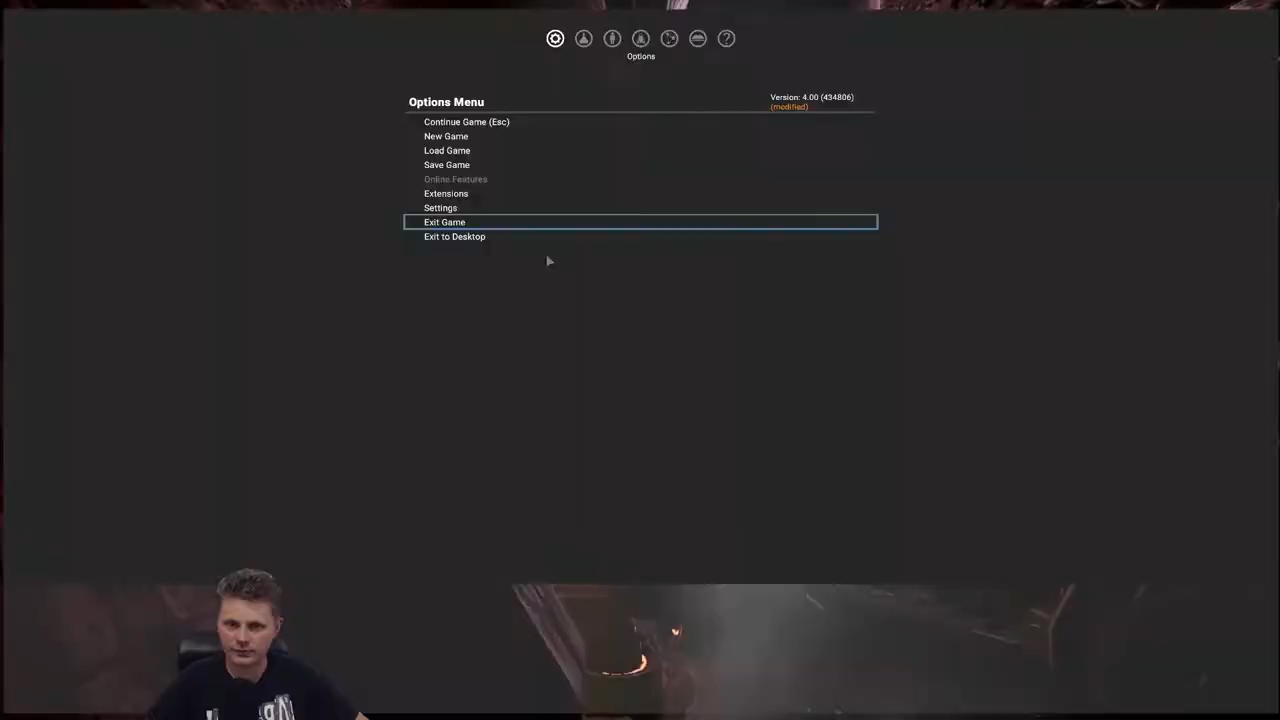 Options
Options Menu
Version: 4.00 (434806)
(modified)
Continue Game (Esc)
New Game
Load Game
Save Game
Online Features
Extensions
Settings
Exit Game
Exit to Desktop